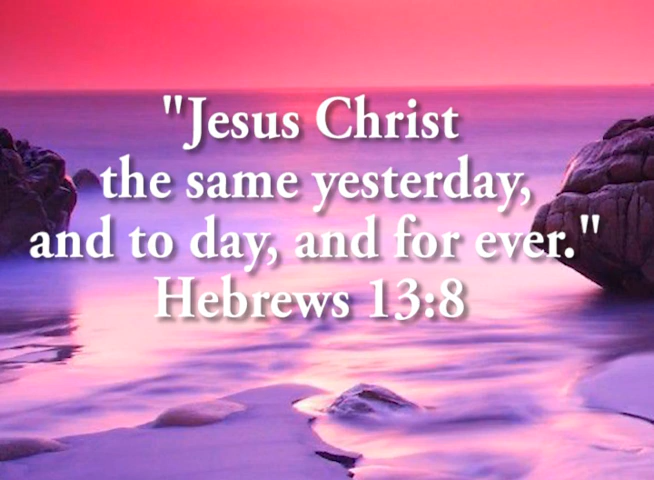 "Jesus Christ
the same yesterday,
and to day, and for ever."
Hebrews 13:8